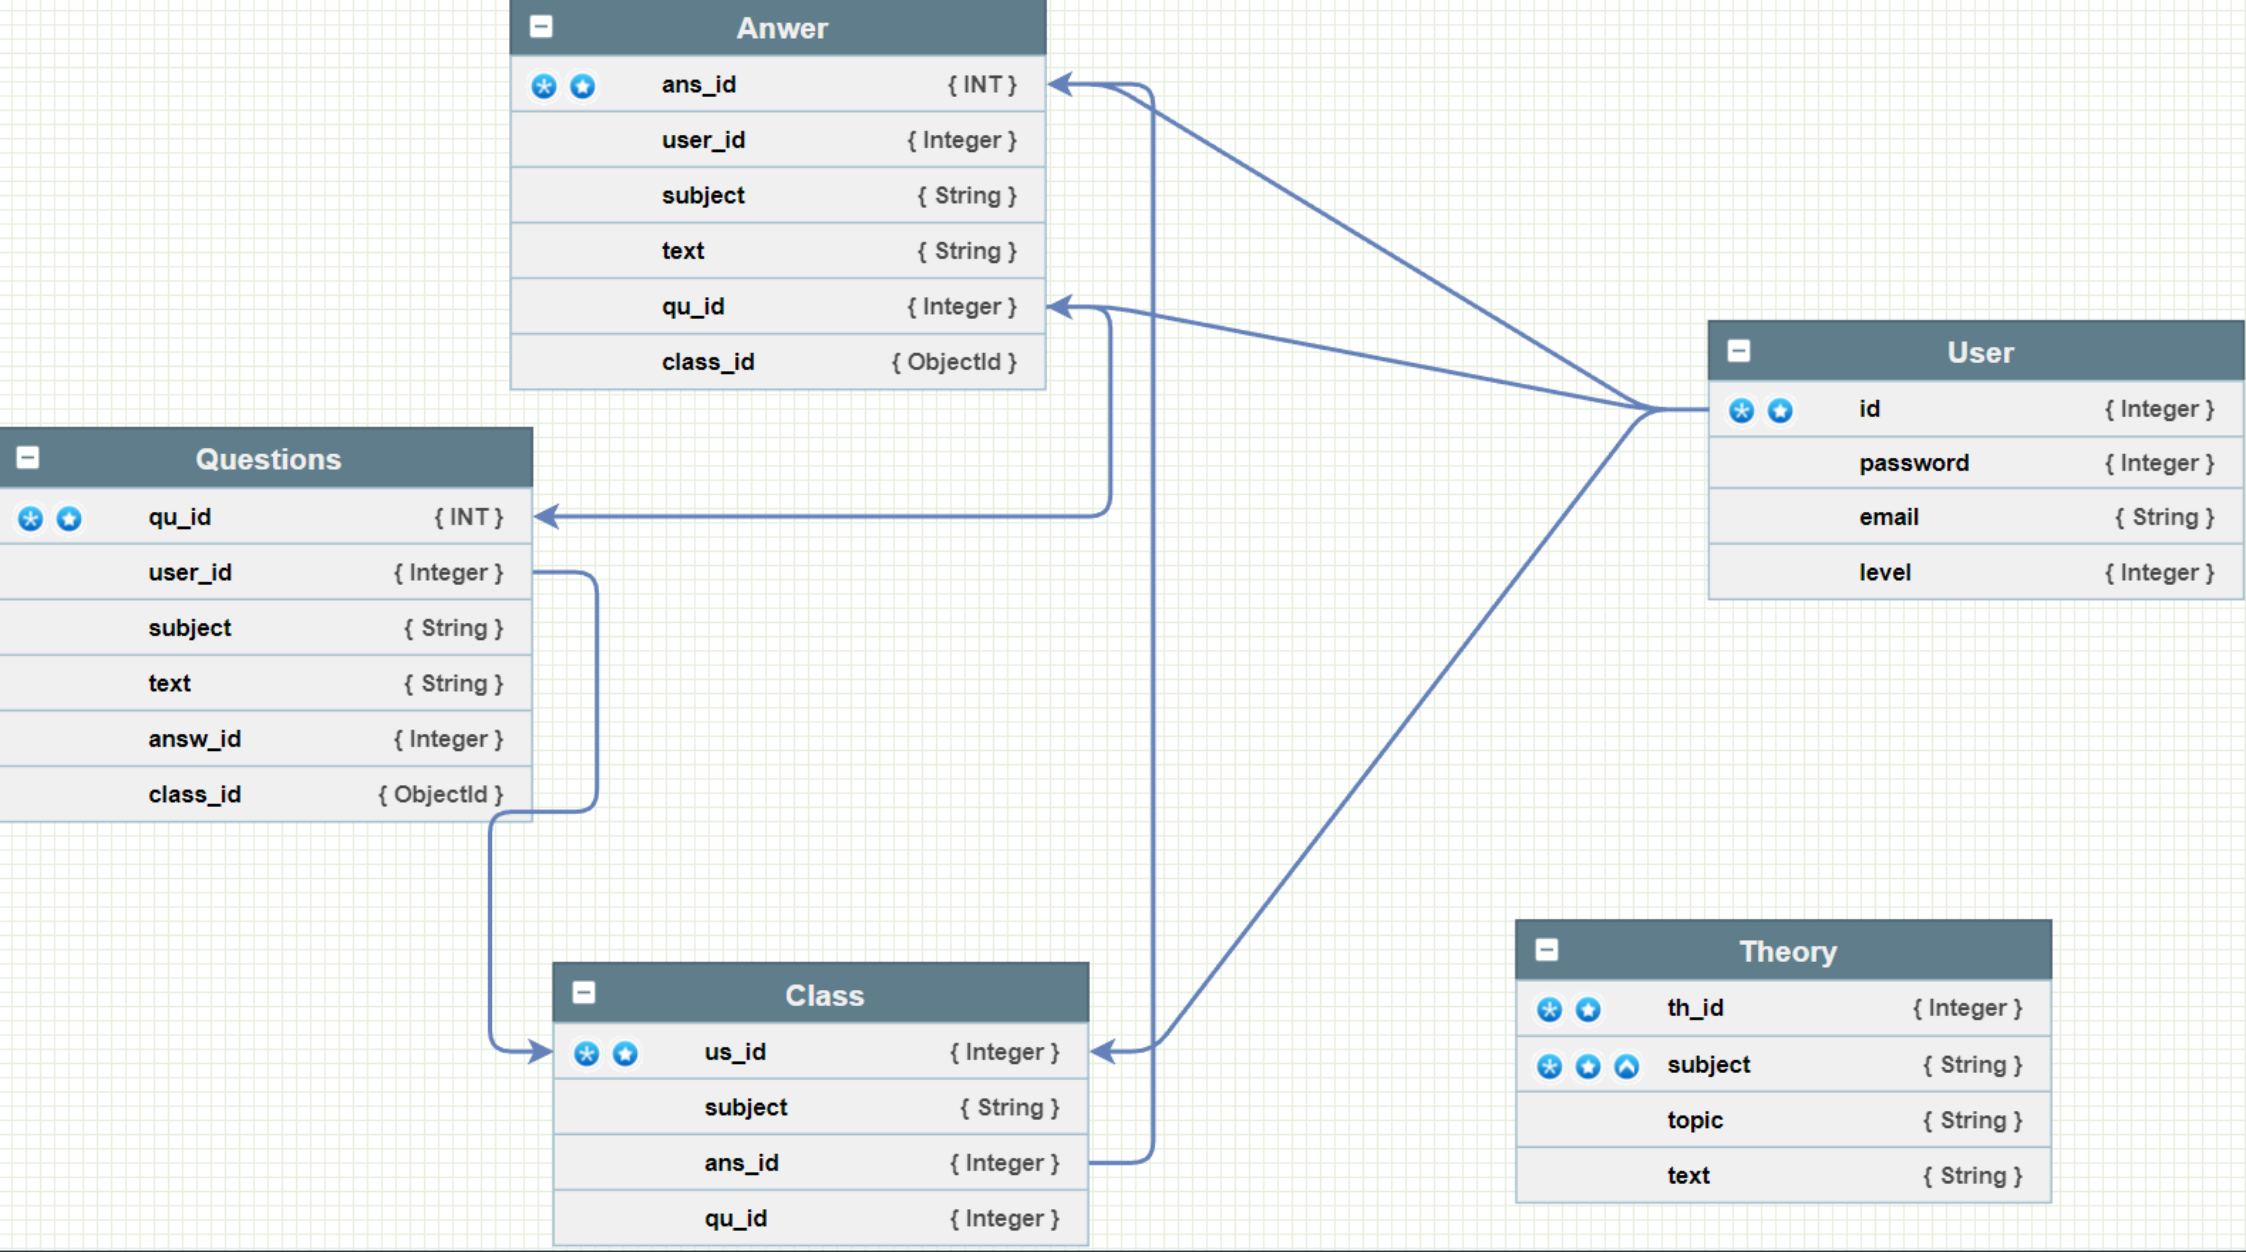 Anwer
ans_id { INT }
user_id { Integer }
subject { String }
text { String }
qu_id { Integer }
class_id { ObjectId }
User
id { Integer }
password { Integer }
email { String }
level { Integer }
Questions
qu_id { INT }
user_id { Integer }
subject { String }
text { String }
answ_id { Integer }
class_id { ObjectId }
Class
us_id { Integer }
subject { String }
ans_id { Integer }
qu_id { Integer }
Theory
th_id { Integer }
subject { String }
topic { String }
text { String }